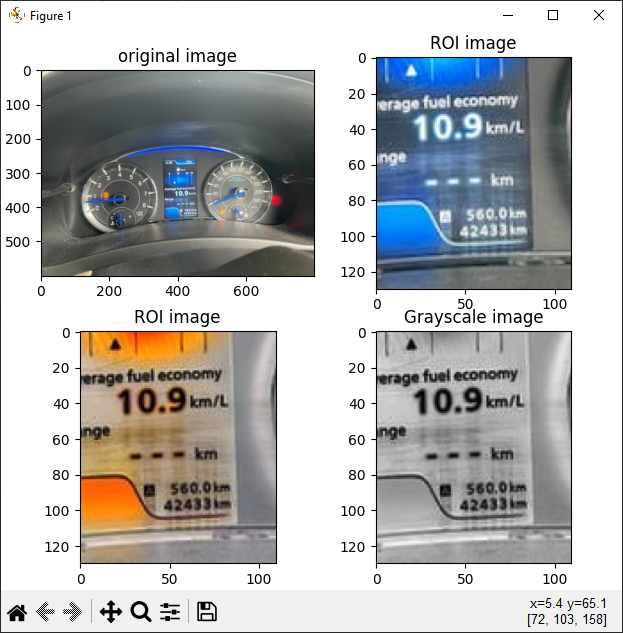 Figure 1
original image
0
100
200
300
400
500
0
200
400
600
ROI image
0
20
40
60
80
100
120
0
50
100
verage fuel economy
10.9 km/L
nge
--- km
A 560.0 km
42433 km
ROI image
0
20
40
60
80
100
120
0
50
100
verage fuel economy
10.9 km/L
nge
--- km
A 560.0 km
42433 km
Grayscale image
0
20
40
60
80
100
120
0
50
100
verage fuel economy
10.9 km/L
nge
--- km
A 560.0 km
42433 km
x=5.4 y=65.1
[72, 103, 158]